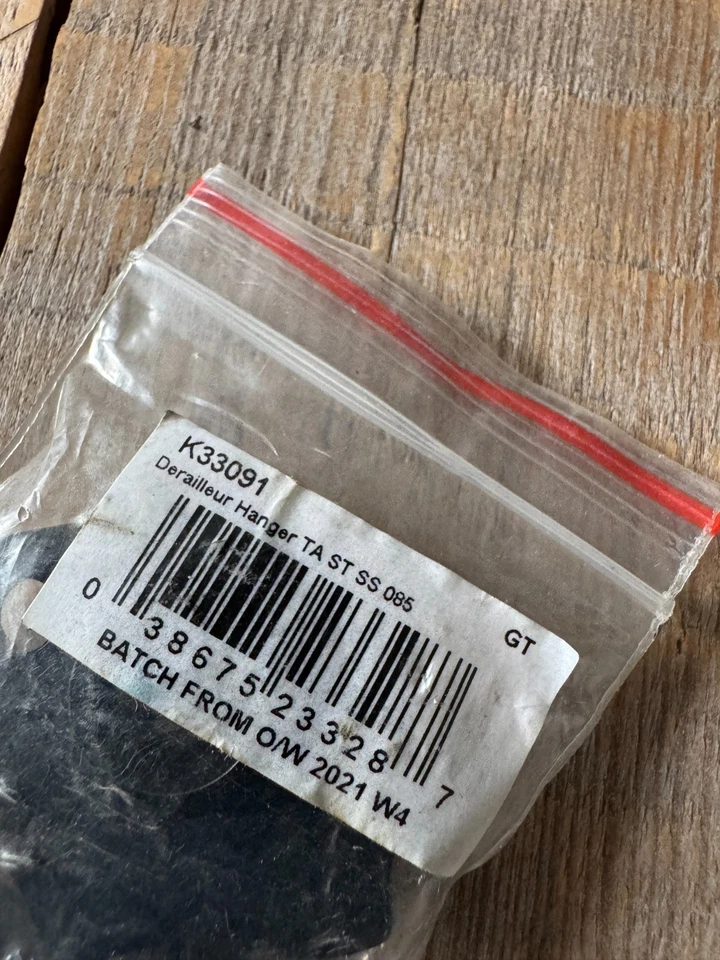 K33091
Derailleur Hanger TA ST SS 085
GT
0 38675 23328 7
BATCH FROM O/W 2021 W4